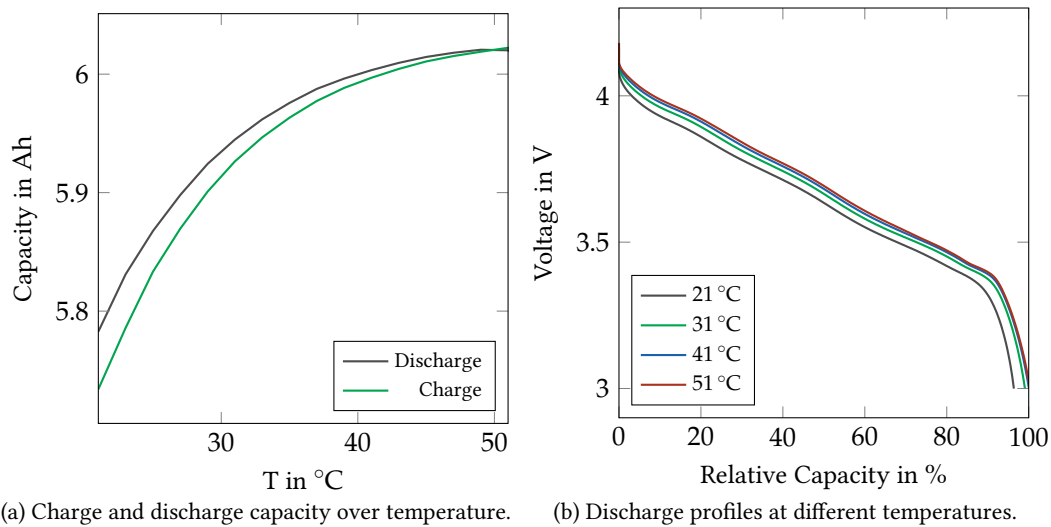 6
5.9
5.8
30
40
50
Capacity in Ah
T in °C
Discharge
Charge
(a) Charge and discharge capacity over temperature.
4
3.5
3
0
20
40
60
80
100
Voltage in V
Relative Capacity in %
21 °C
31 °C
41 °C
51 °C
(b) Discharge profiles at different temperatures.